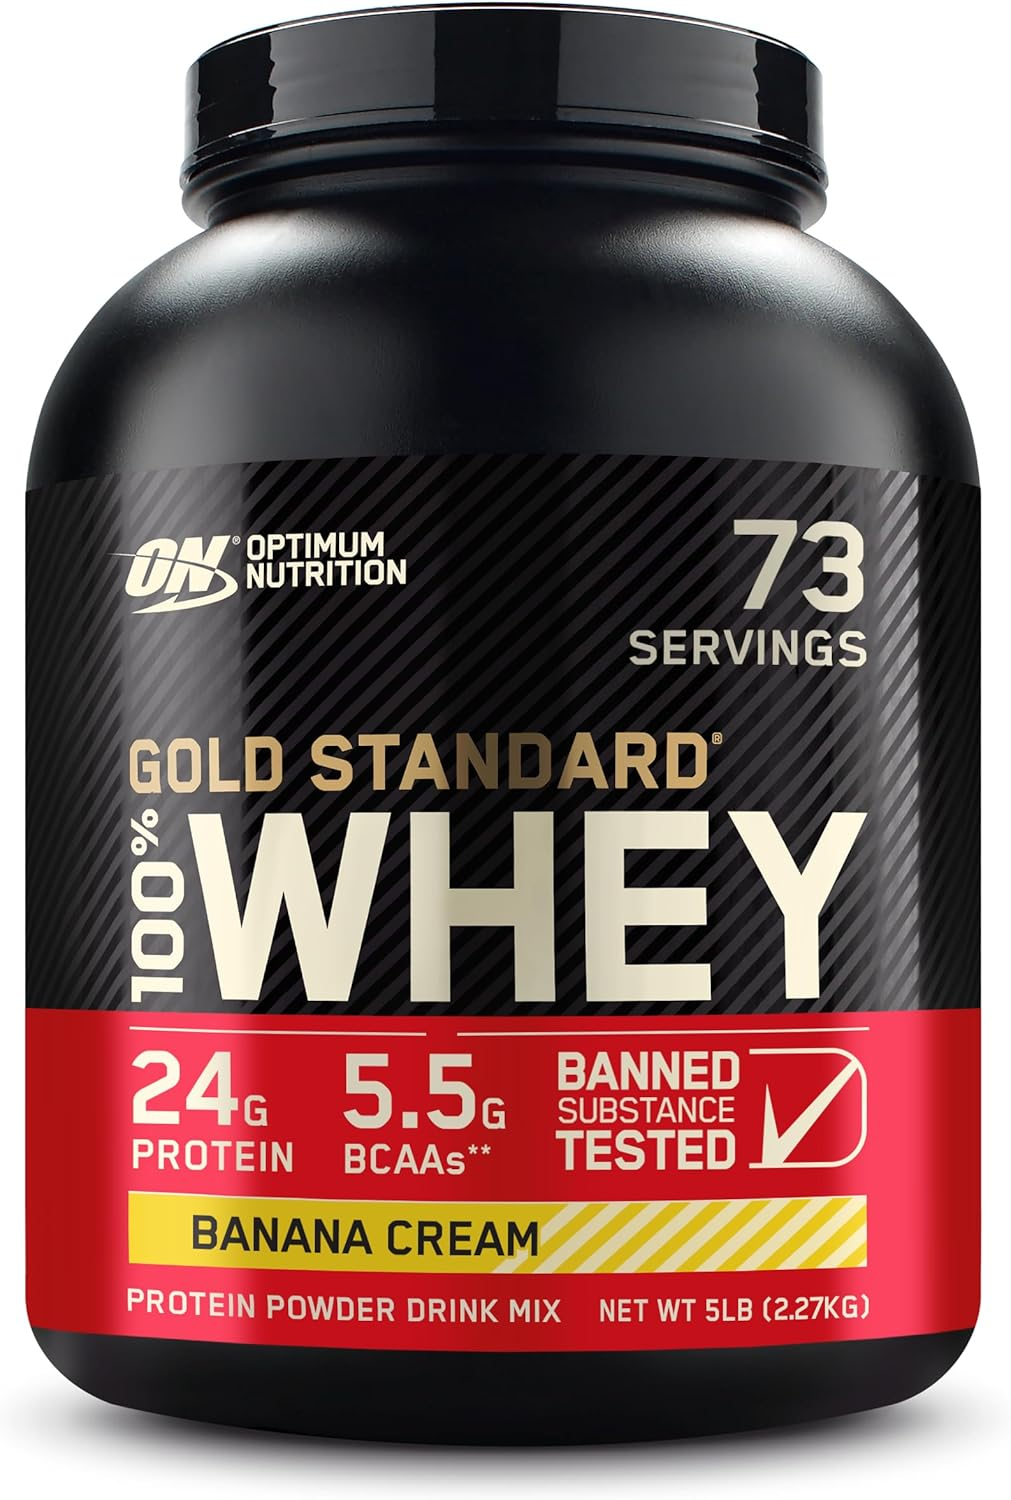 ON® OPTIMUM
NUTRITION
73
SERVINGS
GOLD STANDARD®
100% WHEY
24G
PROTEIN
5.5G
BCAAs**
BANNED
SUBSTANCE
TESTED
BANANA CREAM
PROTEIN POWDER DRINK MIX NET WT 5LB (2.27KG)